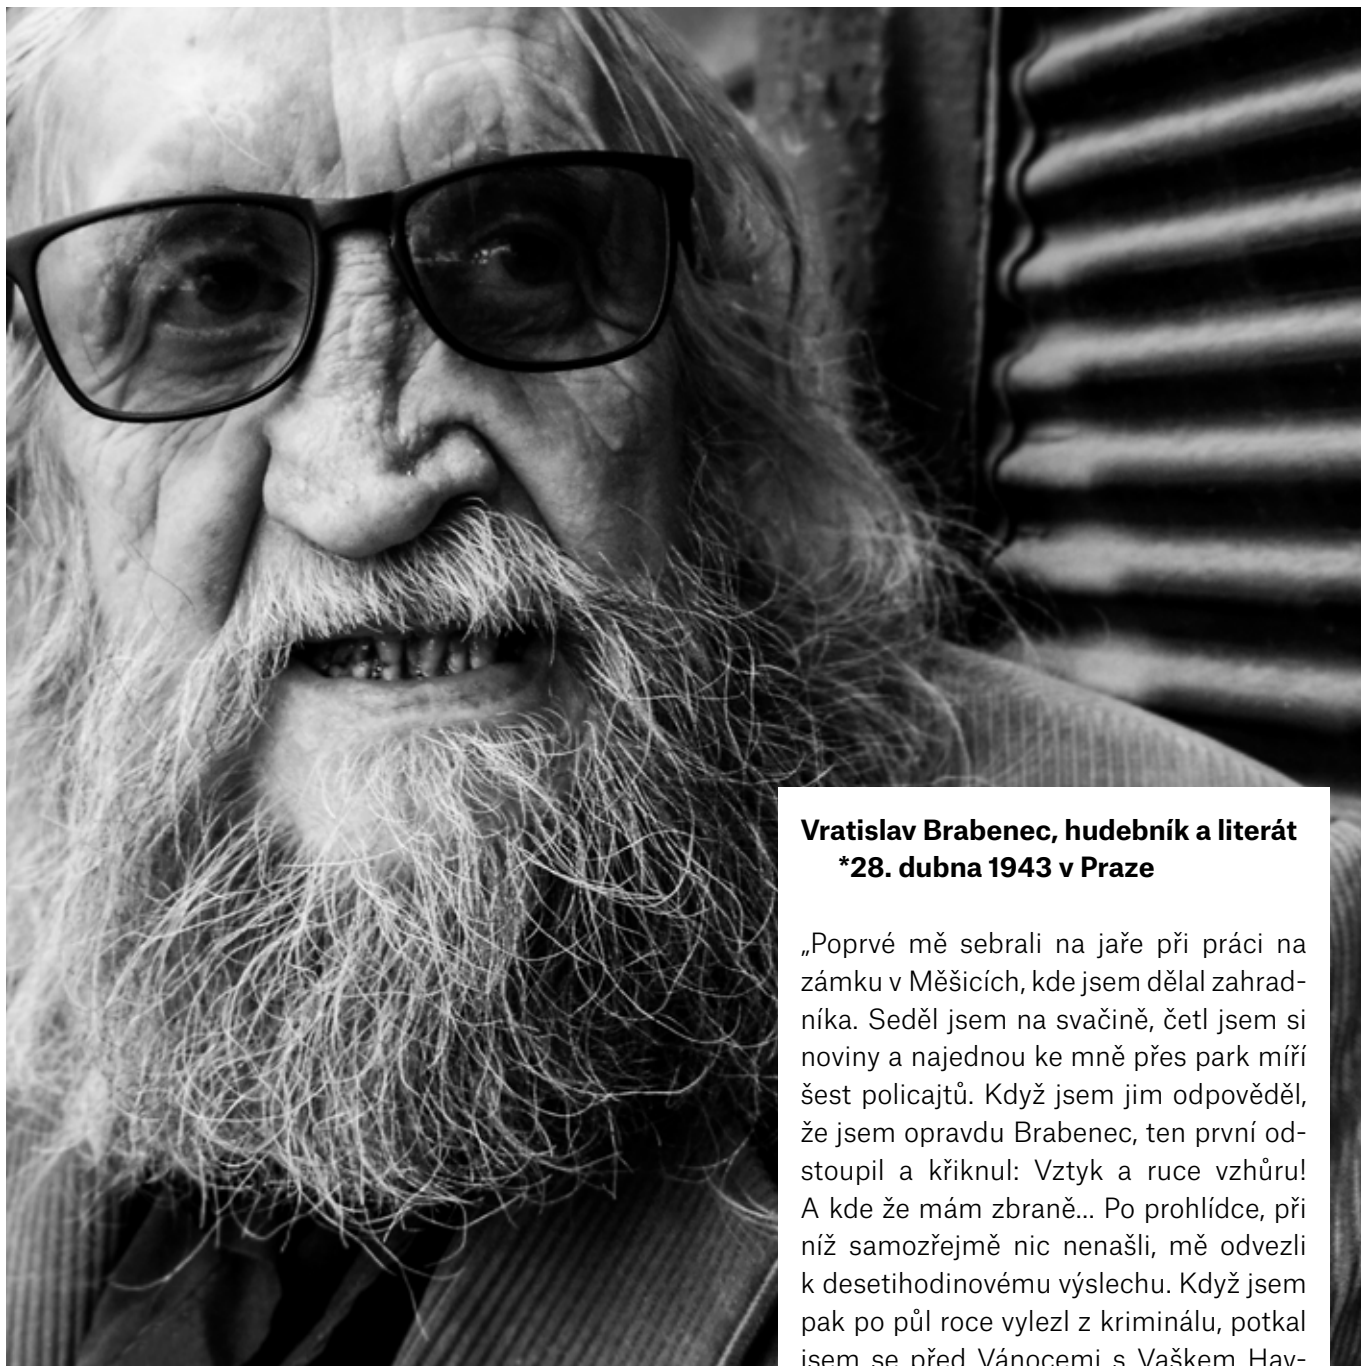 Vratislav Brabenec, hudebník a literát
*28. dubna 1943 v Praze
„Poprvé mě sebrali na jaře při práci na
zámku v Měšicích, kde jsem dělal zahrad-
níka. Seděl jsem na svačině, četl jsem si
noviny a najednou ke mně přes park míří
šest policajtů. Když jsem jim odpověděl,
že jsem opravdu Brabenec, ten první od-
stoupil a křiknul: Vztyk a ruce vzhůru!
A kde že mám zbraně... Po prohlídce, při
níž samozřejmě nic nenašli, mě odvezli
k desetihodinovému výslechu. Když jsem
pak po půl roce vylezl z kriminálu, potkal
jsem se před Vánocemi s Vaškem Hav-